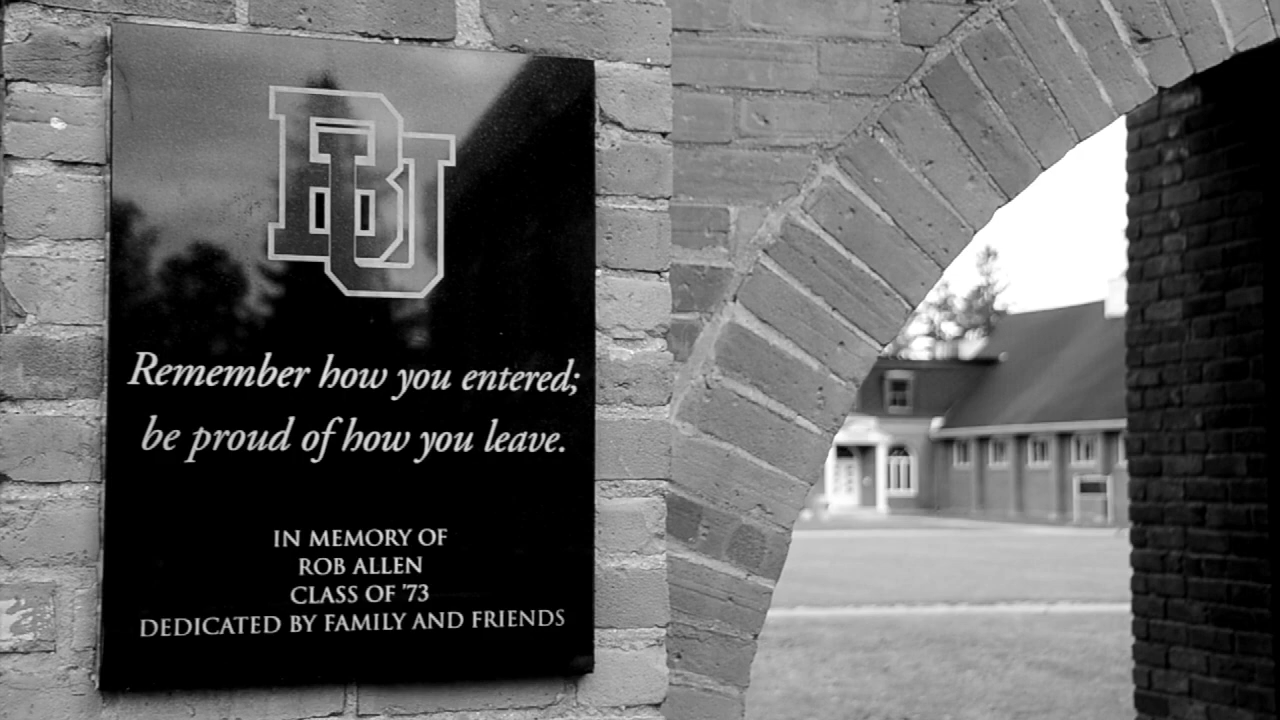 BU
Remember how you entered;
be proud of how you leave.
IN MEMORY OF
ROB ALLEN
CLASS OF '73
DEDICATED BY FAMILY AND FRIENDS